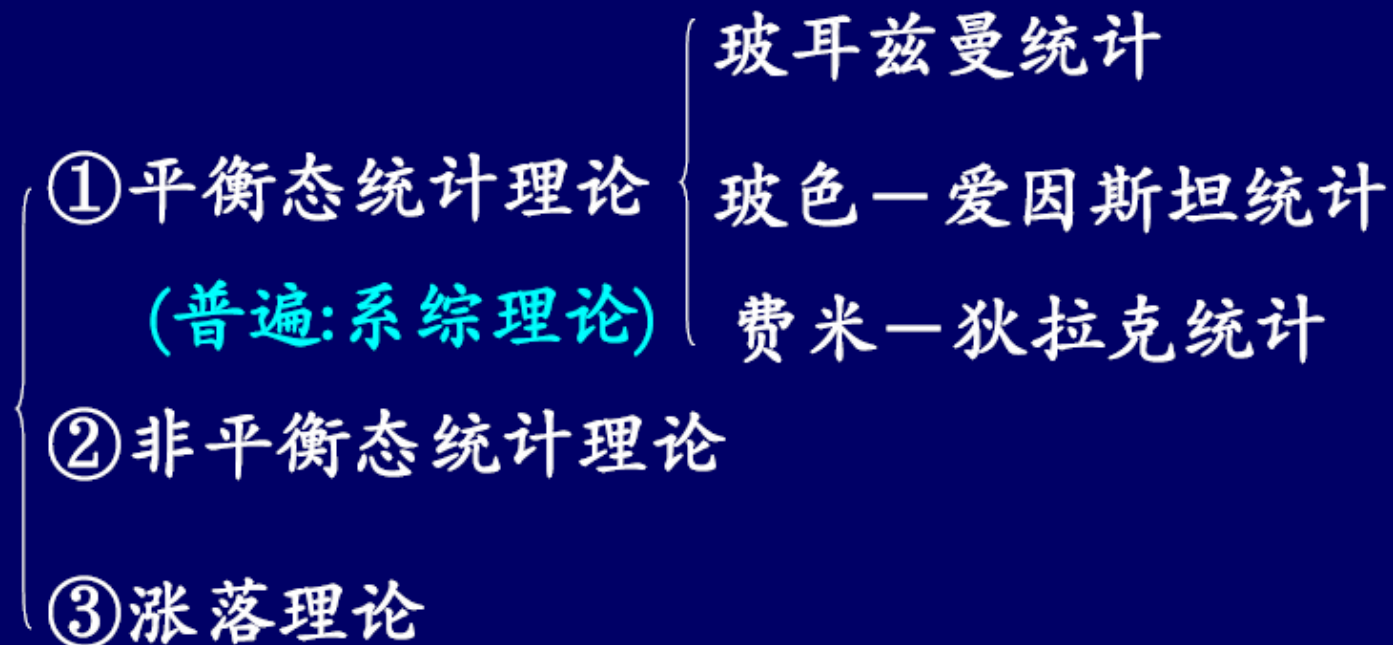 玻耳兹曼统计
①平衡态统计理论
玻色－爱因斯坦统计
(普遍:系综理论)
费米－狄拉克统计
②非平衡态统计理论
③涨落理论